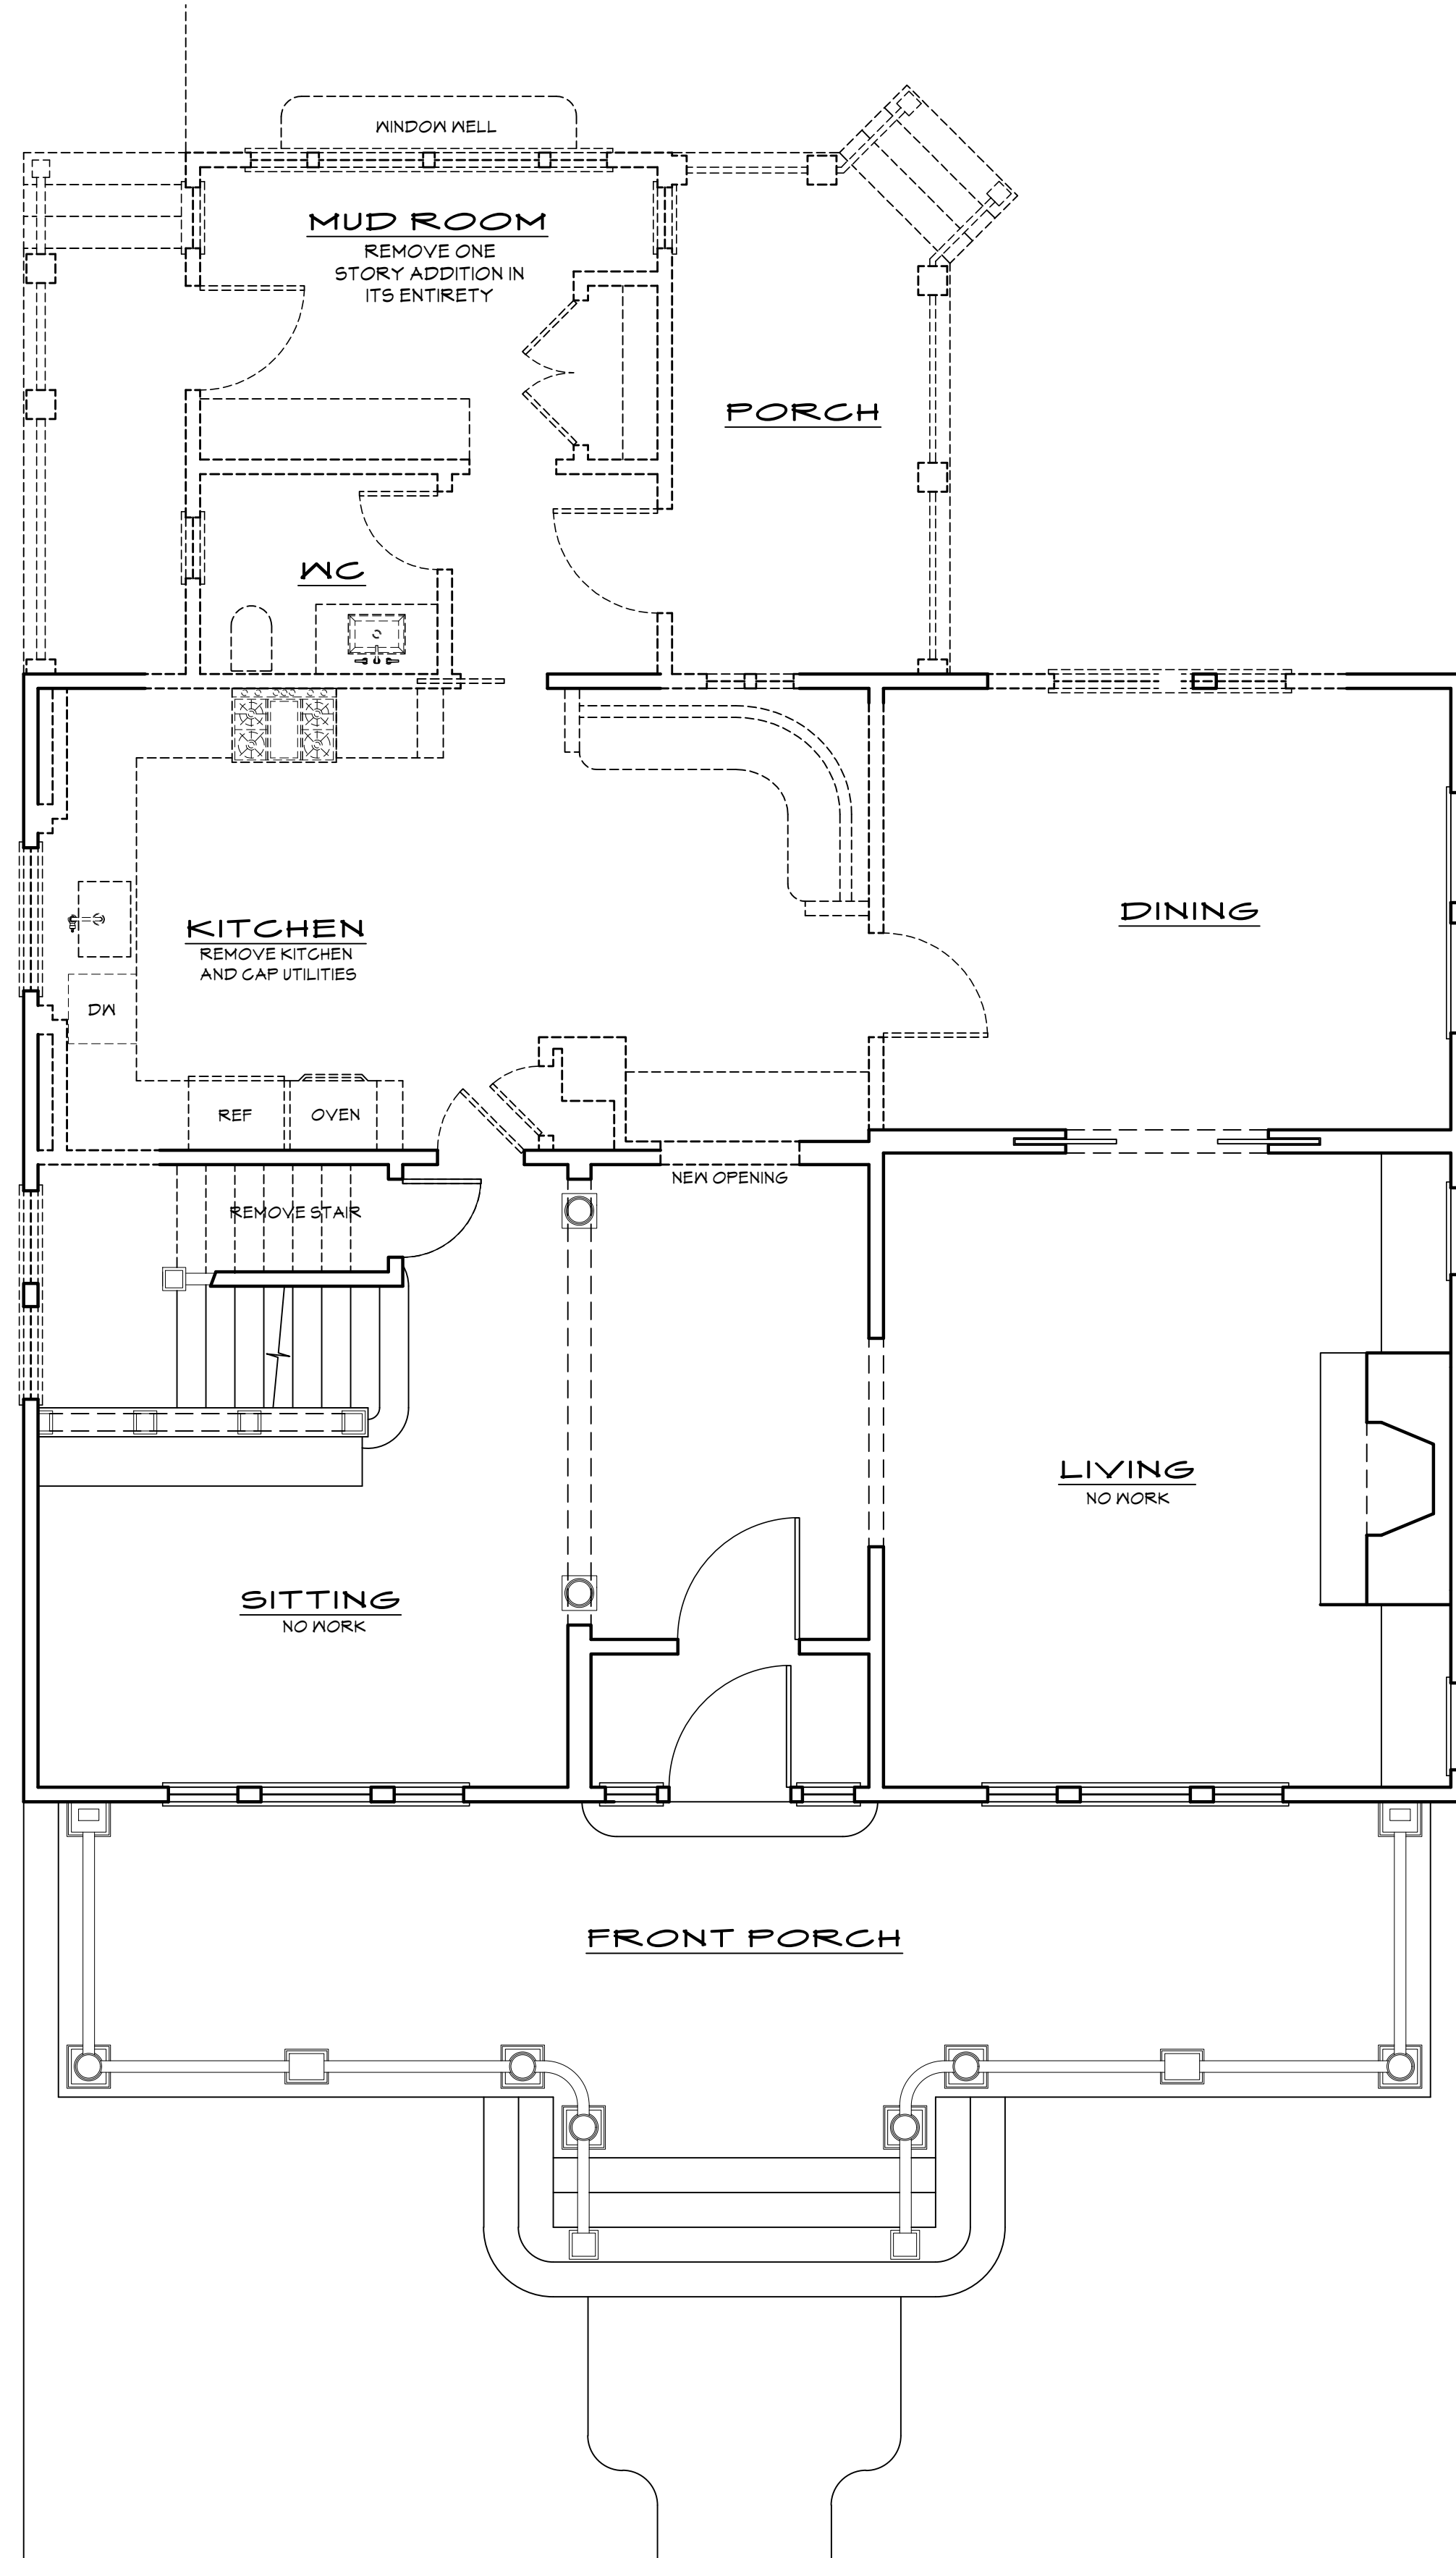 WINDOW WELL
MUD ROOM
REMOVE ONE
STORY ADDITION IN
ITS ENTIRETY
PORCH
WC
KITCHEN
REMOVE KITCHEN
AND CAP UTILITIES
DINING
DW
REF
OVEN
NEW OPENING
REMOVE STAIR
LIVING
NO WORK
SITTING
NO WORK
FRONT PORCH